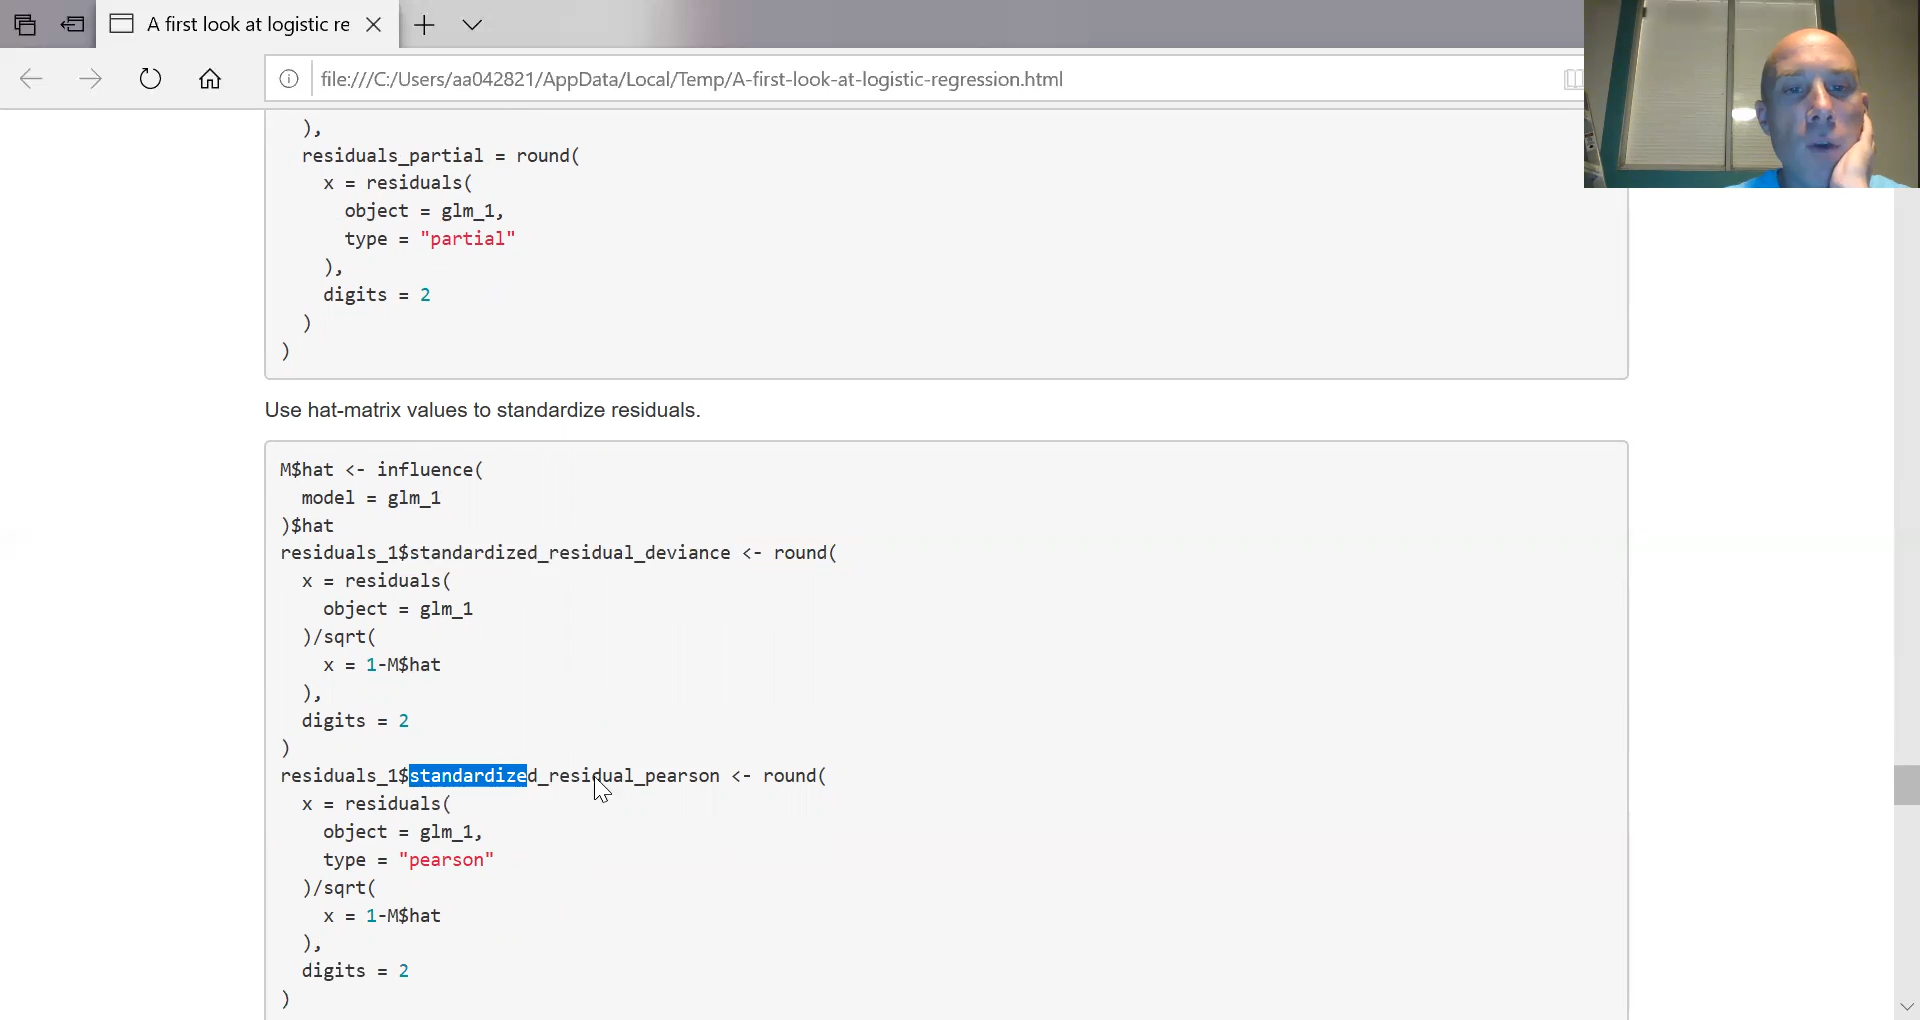 A first look at logistic re
file:///C:/Users/aa042821/AppData/Local/Temp/A-first-look-at-logistic-regression.html
),
residuals_partial = round(
x = residuals(
object = glm_1,
type = "partial"
),
digits = 2
)
)
Use hat-matrix values to standardize residuals.
M$hat <- influence(
model = glm_1
)$hat
residuals_1$standardized_residual_deviance <- round(
x = residuals(
object = glm_1
)/sqrt(
x = 1-M$hat
),
digits = 2
)
residuals_1$standardized_residual_pearson <- round(
x = residuals(
object = glm_1,
type = "pearson"
)/sqrt(
x = 1-M$hat
),
digits = 2
)